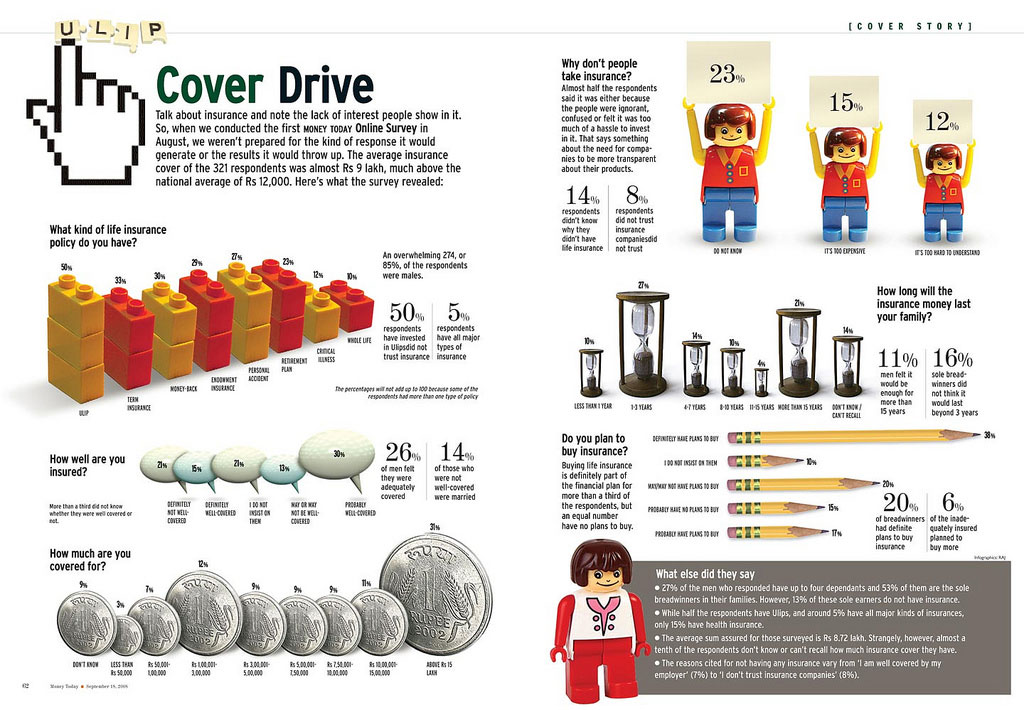 ULIP
[COVER STORY]
Cover Drive
Talk about insurance and note the lack of interest people show in it.
So, when we conducted the first MONEY TODAY Online Survey in
August, we weren't prepared for the kind of response it would
generate or the results it would throw up. The average insurance
cover of the 321 respondents was almost Rs 9 lakh, much above the
national average of Rs 12,000. Here's what the survey revealed:
What kind of life insurance
policy do you have?
50%
33%
30%
29%
27%
23%
12%
10%
ULIP
TERM
INSURANCE
MONEY-BACK
ENDOWMENT
INSURANCE
PERSONAL
ACCIDENT
RETIREMENT
PLAN
CRITICAL
ILLNESS
WHOLE LIFE
An overwhelming 274, or
85%, of the respondents
were males.
50%
respondents
have invested
in Ulipsdid not
trust insurance
5%
respondents
have all major
types of
insurance
The percentages will not add up to 100 because some of the
respondents had more than one type of policy
How well are you
insured?
More than a third did not know
whether they were well covered or
not.
21%
15%
21%
13%
30%
DEFINITELY
NOT WELL-
COVERED
DEFINITELY
WELL-COVERED
I DO NOT
INSIST ON
THEM
MAY OR MAY
NOT BE WELL-
COVERED
PROBABLY
WELL-COVERED
26%
of men felt
they were
adequately
covered
14%
of those who
were not
well-covered
were married
How much are you
covered for?
9%
3%
7%
12%
9%
9%
9%
11%
31%
रुपया
1
RUPEE
2002
DON'T KNOW
LESS THAN
Rs 50,000
Rs 50,001-
1,00,000
Rs 1,00,001-
3,00,000
Rs 3,00,001-
5,00,000
Rs 5,00,001-
7,50,000
Rs 7,50,001-
10,00,000
Rs 10,00,001-
15,00,000
ABOVE Rs 15
LAKH
62 Money Today ■ September 18, 2008
Why don't people
take insurance?
Almost half the respondents
said it was either because
the people were ignorant,
confused or felt it was too
much of a hassle to invest
in it. That says something
about the need for compa-
nies to be more transparent
about their products.
14%
respondents
didn't know
why they
didn't have
life insurance
8%
respondents
did not trust
insurance
companiesdid
not trust
23%
15%
12%
DO NOT KNOW
IT'S TOO EXPENSIVE
IT'S TOO HARD TO UNDERSTAND
How long will the
insurance money last
your family?
10%
27%
14%
10%
4%
21%
14%
LESS THAN 1 YEAR
1-3 YEARS
4-7 YEARS
8-10 YEARS
11-15 YEARS
MORE THAN 15 YEARS
DON'T KNOW /
CAN'T RECALL
11%
men felt it
would be
enough for
more than
15 years
16%
sole bread-
winners did
not think it
would last
beyond 3 years
Do you plan to
buy insurance?
Buying life insurance
is definitely part of
the financial plan for
more than a third of
the respondents, but
an equal number
have no plans to buy.
DEFINITELY HAVE PLANS TO BUY 38%
I DO NOT INSIST ON THEM 10%
MAY/MAY NOT HAVE PLANS TO BUY 20%
PROBABLY HAVE NO PLANS TO BUY 15%
PROBABLY HAVE PLANS TO BUY 17%
20%
of breadwinners
had definite
plans to buy
insurance
6%
of the inade-
quately insured
planned to
buy more
Infographics: RAJ
What else did they say
● 27% of the men who responded have up to four dependants and 53% of them are the sole
breadwinners in their families. However, 13% of these sole earners do not have insurance.
● While half the respondents have Ulips, and around 5% have all major kinds of insurances,
only 15% have health insurance.
● The average sum assured for those surveyed is Rs 8.72 lakh. Strangely, however, almost a
tenth of the respondents don't know or can't recall how much insurance cover they have.
● The reasons cited for not having any insurance vary from 'I am well covered by my
employer' (7%) to 'I don't trust insurance companies' (8%).